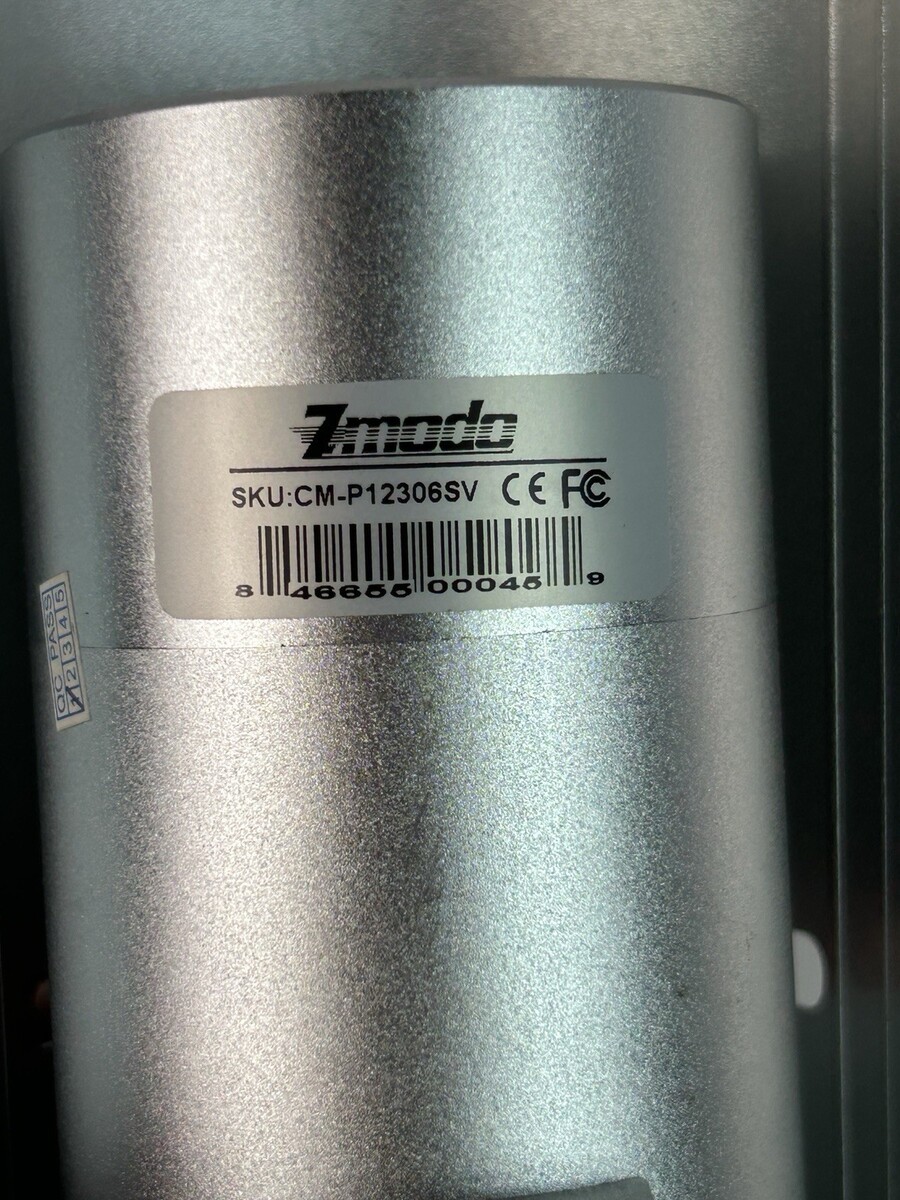 Zmodo
SKU:CM-P12306SV CE FC
8 46655 00045 9
QC PASS
1 2 3 4 5